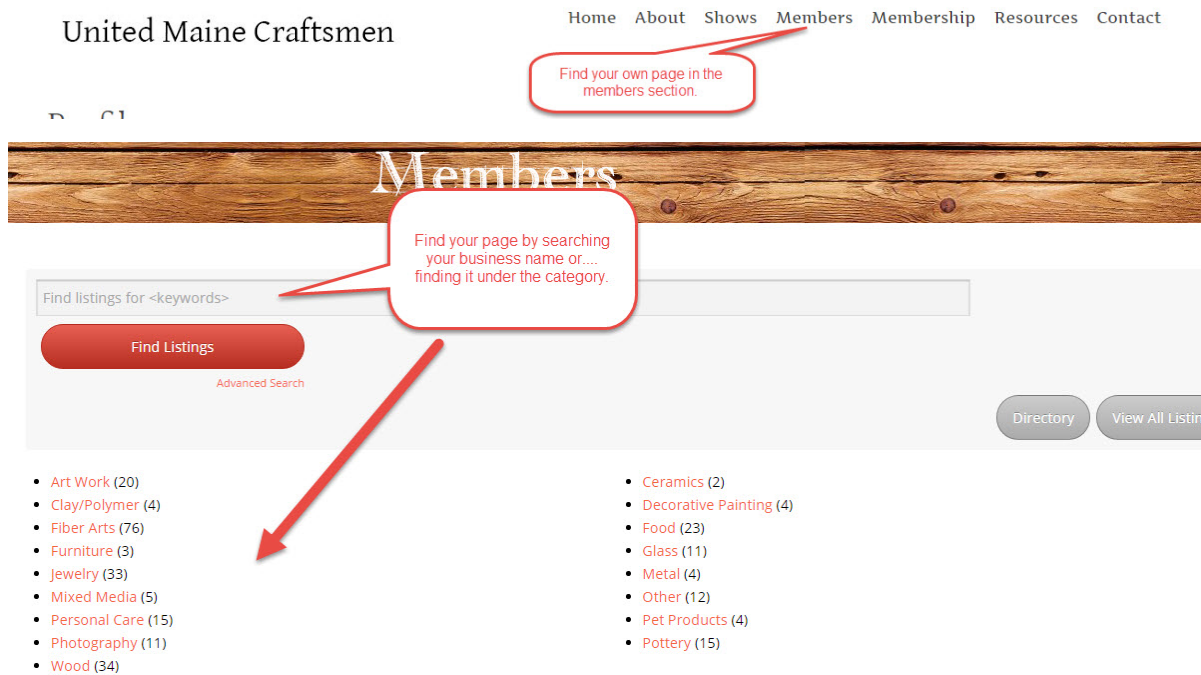 United Maine Craftsmen
Home About Shows Members Membership Resources Contact
Find your own page in the
members section.
Members
Find your page by searching
your business name or....
finding it under the category.
Find listings for <keywords>
Find Listings
Advanced Search
Directory
View All
Art Work (20)
Clay/Polymer (4)
Fiber Arts (76)
Furniture (3)
Jewelry (33)
Mixed Media (5)
Personal Care (15)
Photography (11)
Wood (34)
Ceramics (2)
Decorative Painting (4)
Food (23)
Glass (11)
Metal (4)
Other (12)
Pet Products (4)
Pottery (15)